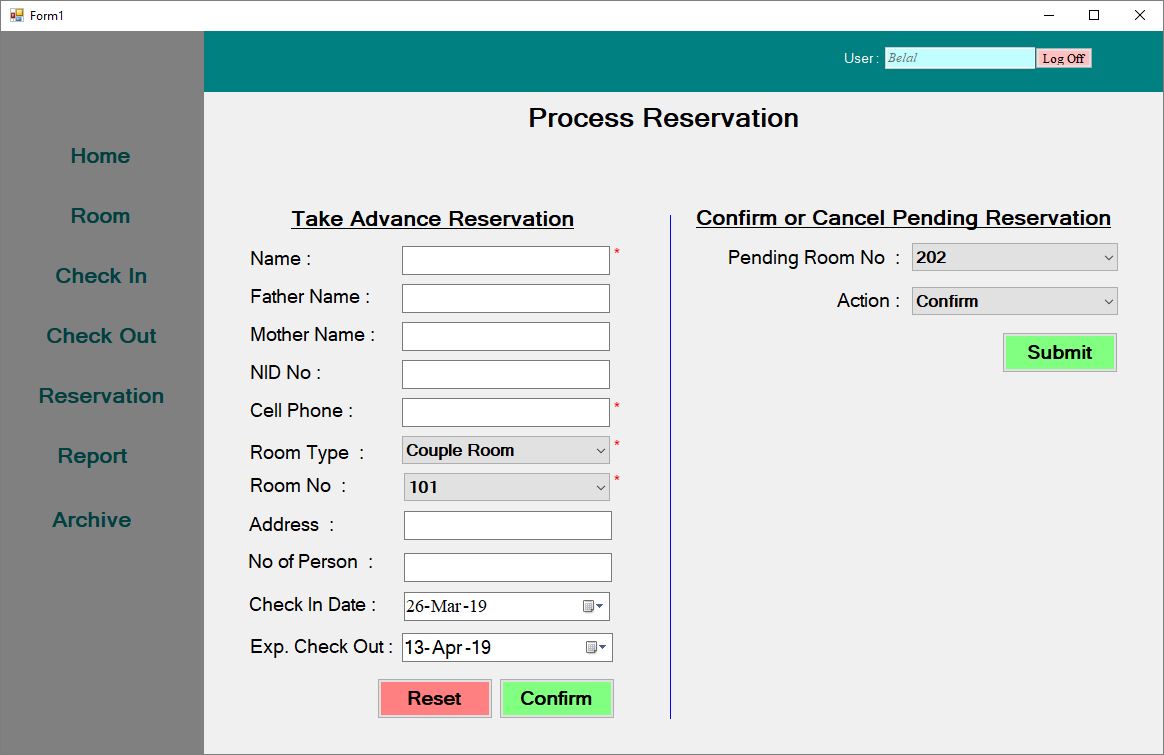 Form1
User : Belal Log Off
Process Reservation
Home
Room
Check In
Check Out
Reservation
Report
Archive
Take Advance Reservation
Name : *
Father Name :
Mother Name :
NID No :
Cell Phone : *
Room Type : Couple Room *
Room No : 101 *
Address :
No of Person :
Check In Date : 26-Mar-19
Exp. Check Out : 13-Apr-19
Reset Confirm
Confirm or Cancel Pending Reservation
Pending Room No : 202
Action : Confirm
Submit